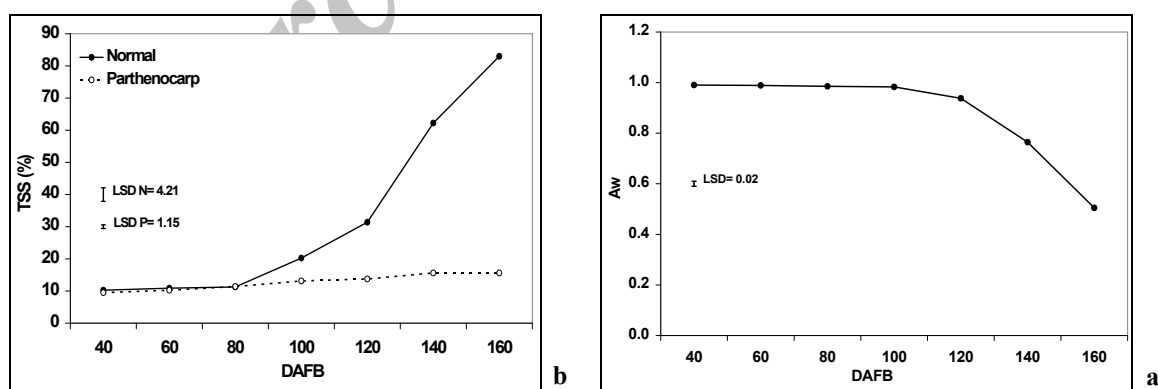 90
80
70
60
50
40
30
20
10
0
TSS (%)
Normal
Parthenocarp
LSD N= 4.21
LSD P= 1.15
40 60 80 100 120 140 160
DAFB
b
1.2
1.0
0.8
0.6
0.4
0.2
0.0
Aw
LSD= 0.02
40 60 80 100 120 140 160
DAFB
a